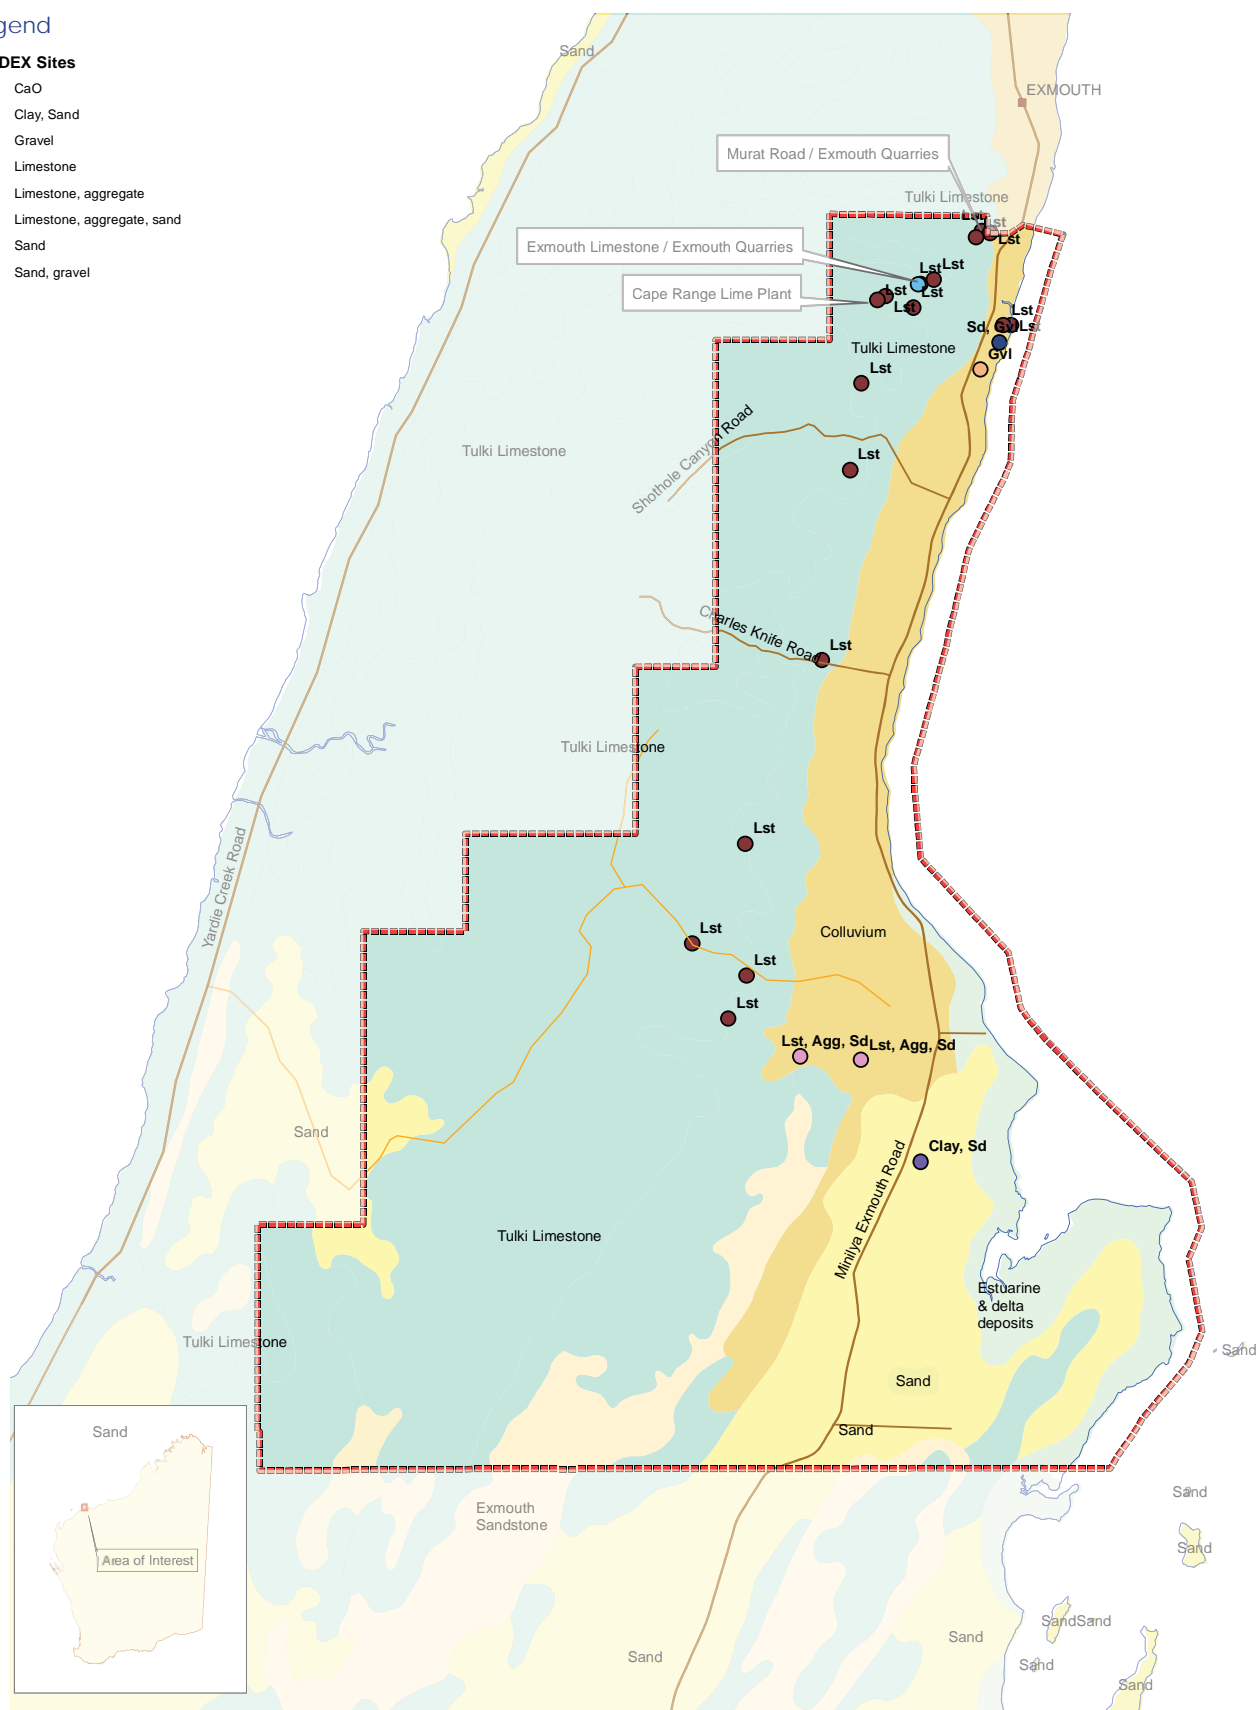 gend
DEX Sites
CaO
Clay, Sand
Gravel
Limestone
Limestone, aggregate
Limestone, aggregate, sand
Sand
Sand, gravel
Sand
EXMOUTH
Murat Road / Exmouth Quarries
Tulki Limestone
Lst
Lst
Lst
Exmouth Limestone / Exmouth Quarries
Lst
Lst
Cape Range Lime Plant
Lst
Lst
Lst
Lst
Sd, Gvl
Lst
Gvl
Tulki Limestone
Lst
Shothole Canyon Road
Tulki Limestone
Lst
Charles Knife Road
Lst
Tulki Limestone
Lst
Yardie Creek Road
Lst
Colluvium
Lst
Lst
Lst, Agg, Sd
Lst, Agg, Sd
Sand
Clay, Sd
Minilya Exmouth Road
Tulki Limestone
Estuarine
& delta
deposits
Tulki Limestone
Sand
Sand
Sand
Sand
Exmouth
Sandstone
Sand
Area of Interest
Sand
Sand
Sand
Sand
Sand
Sand
Sand